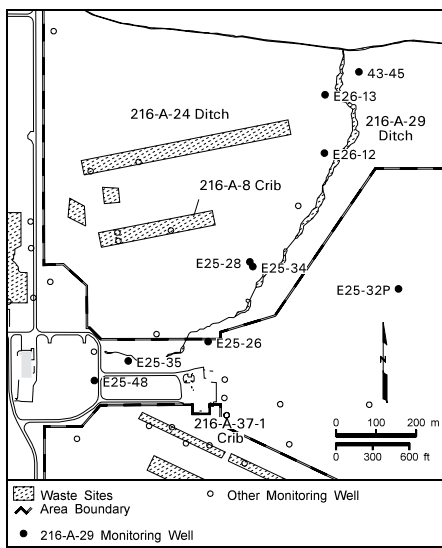 43-45
E26-13
216-A-24 Ditch
216-A-29
Ditch
E26-12
216-A-8 Crib
E25-28
E25-34
E25-32P
E25-26
N
E25-35
E25-48
216-A-37-1
Crib
0 100 200 m
0 300 600 ft
Waste Sites
Other Monitoring Well
Area Boundary
216-A-29 Monitoring Well